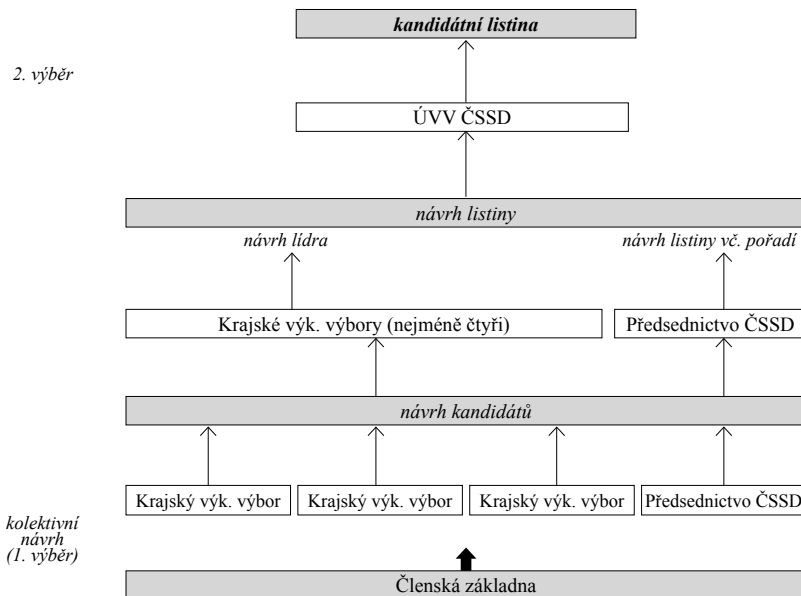 kandidátní listina
2. výběr
ÚVV ČSSD
návrh listiny
návrh lídra
návrh listiny vč. pořadí
Krajské výk. výbory (nejméně čtyři)
Předsednictvo ČSSD
návrh kandidátů
Krajský výk. výbor
Krajský výk. výbor
Krajský výk. výbor
Předsednictvo ČSSD
kolektivní
návrh
(1. výběr)
Členská základna